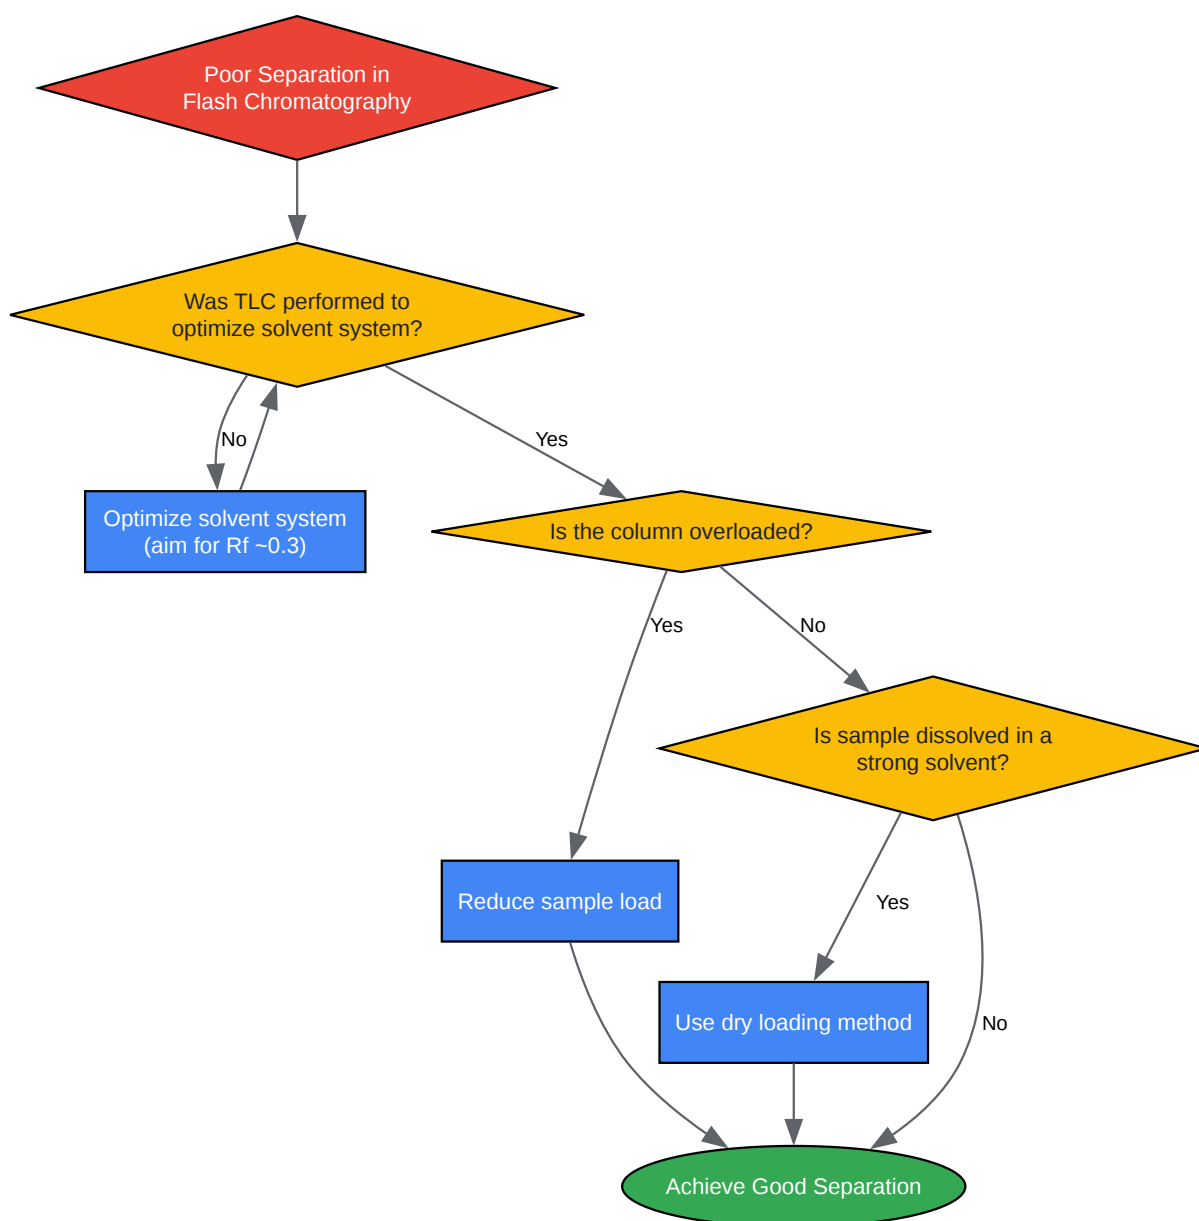 Poor Separation in
Flash Chromatography
Was TLC performed to
optimize solvent system?
No
Yes
Optimize solvent system
(aim for Rf ~0.3)
Is the column overloaded?
Yes
No
Is sample dissolved in a
strong solvent?
Reduce sample load
Yes
Use dry loading method
No
Achieve Good Separation